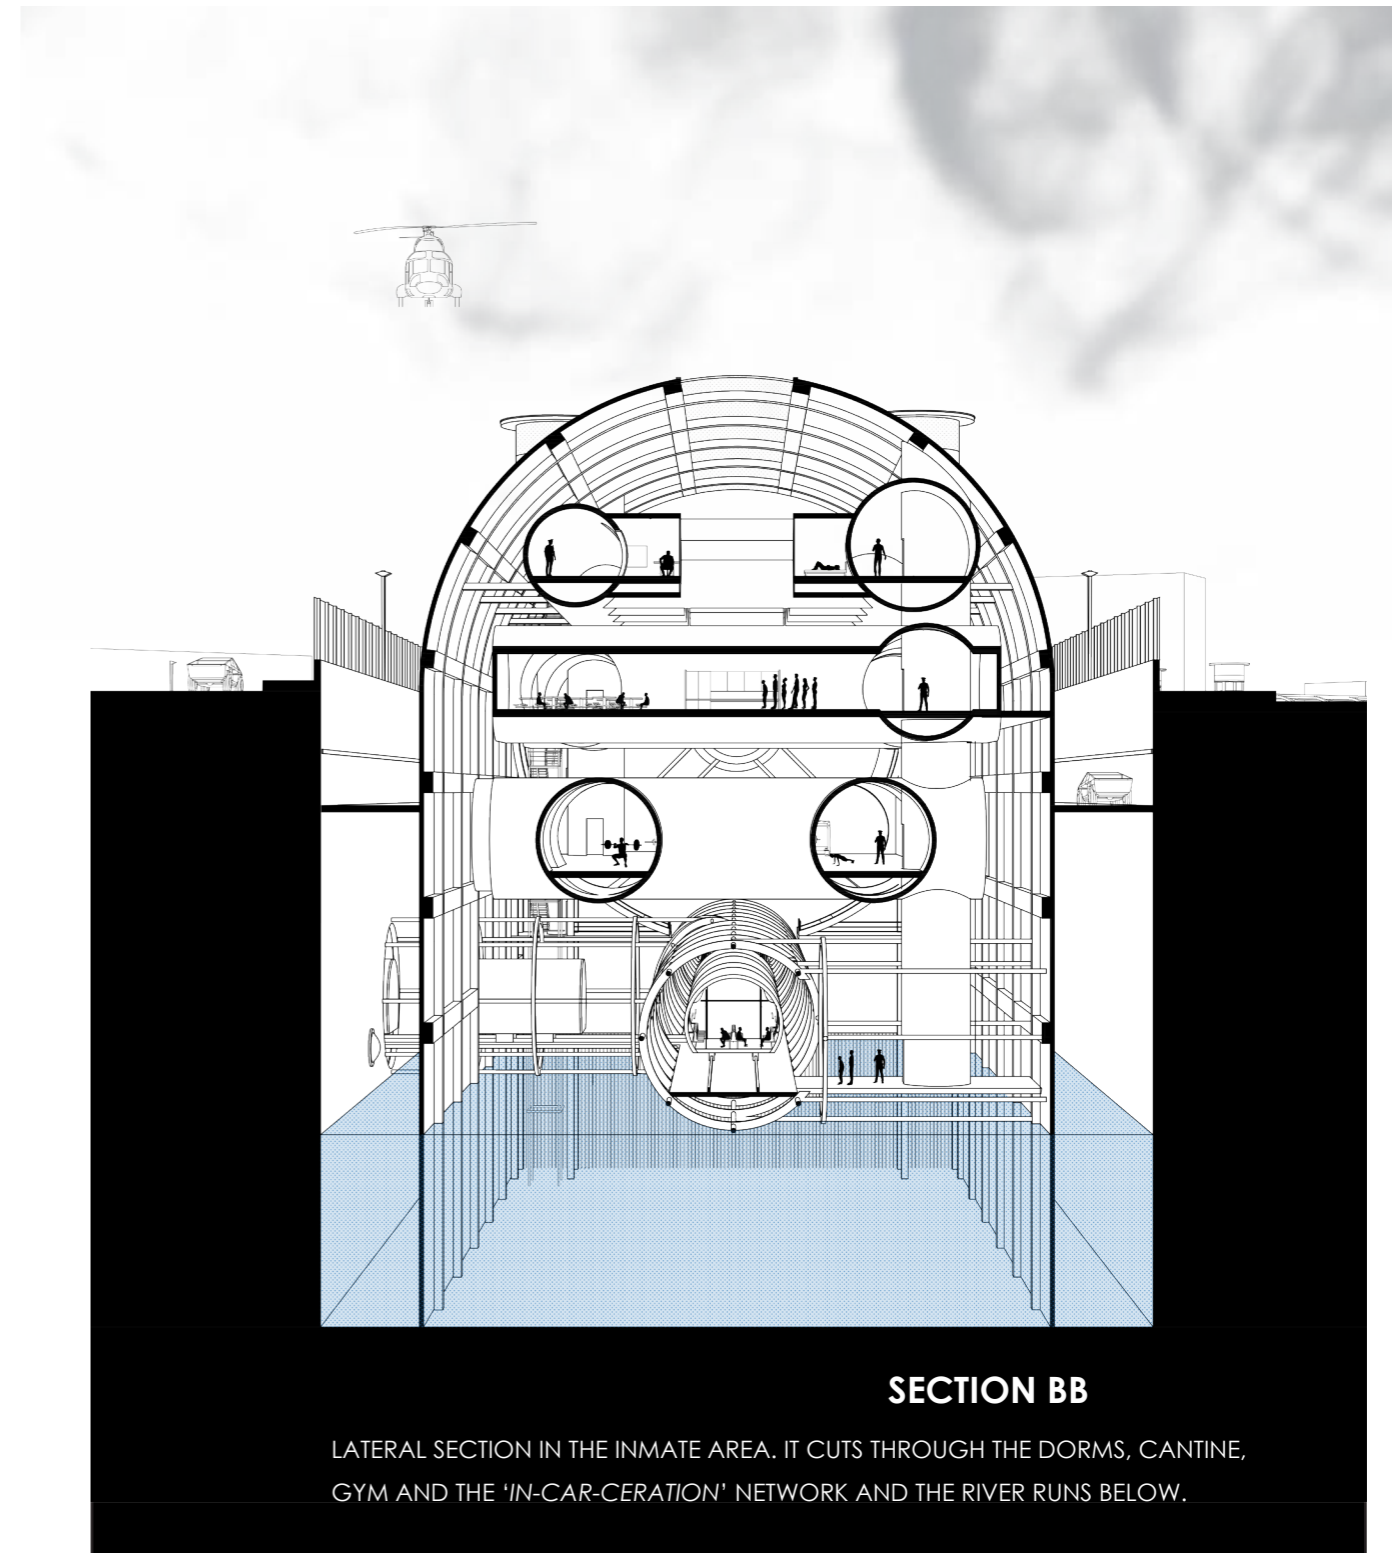 SECTION BB
LATERAL SECTION IN THE INMATE AREA. IT CUTS THROUGH THE DORMS, CANTINE,
GYM AND THE ‘IN-CAR-CERATION’ NETWORK AND THE RIVER RUNS BELOW.